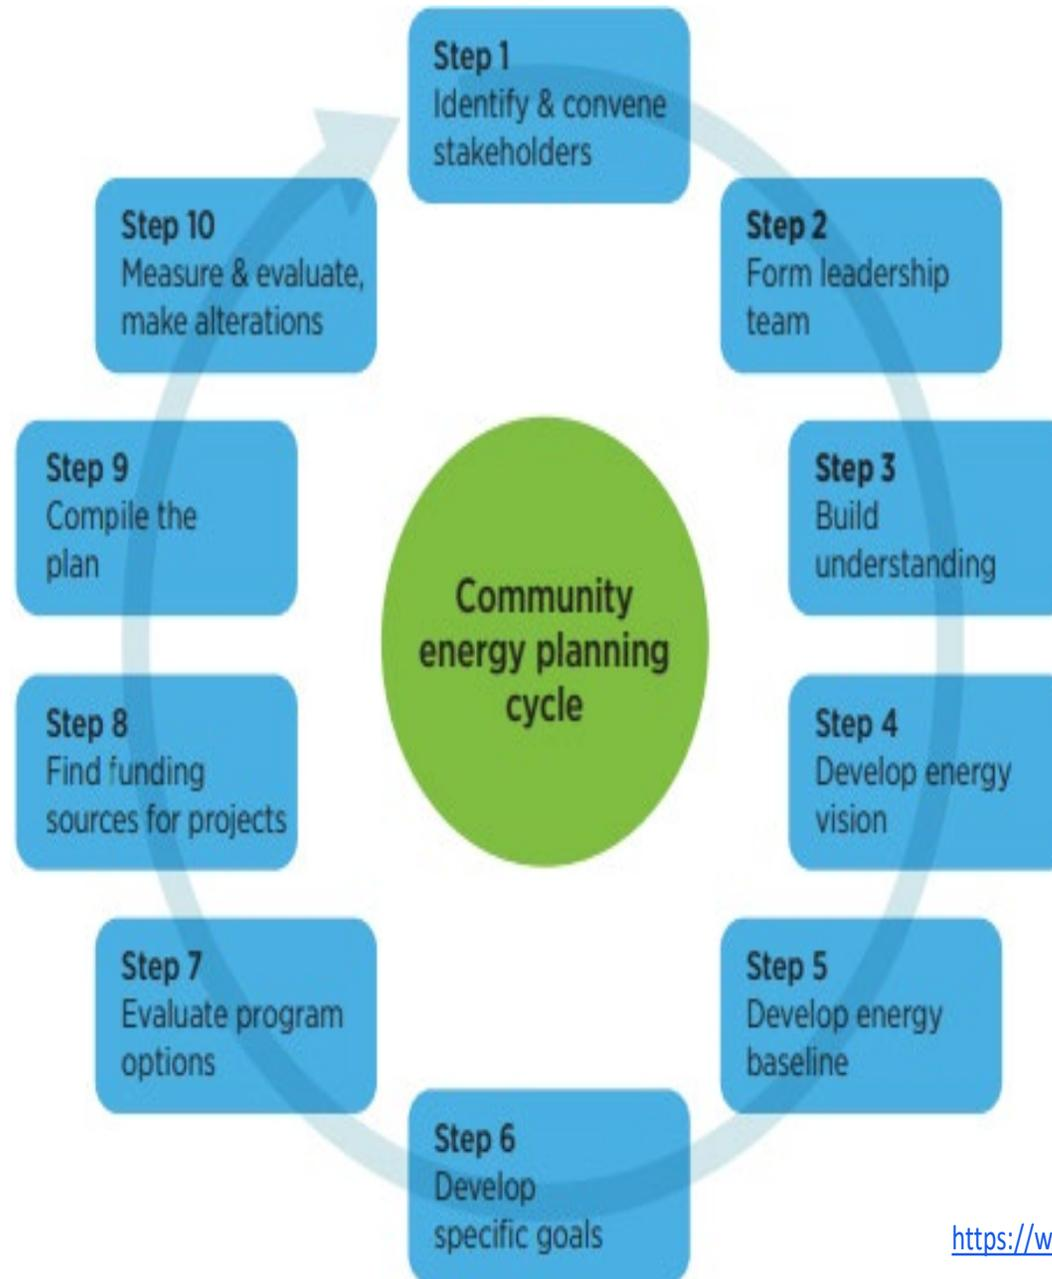 Step 1
Identify & convene
stakeholders
Step 2
Form leadership
team
Step 3
Build
understanding
Step 4
Develop energy
vision
Step 5
Develop energy
baseline
Step 6
Develop
specific goals
Step 7
Evaluate program
options
Step 8
Find funding
sources for projects
Step 9
Compile the
plan
Step 10
Measure & evaluate,
make alterations
Community
energy planning
cycle
https://w